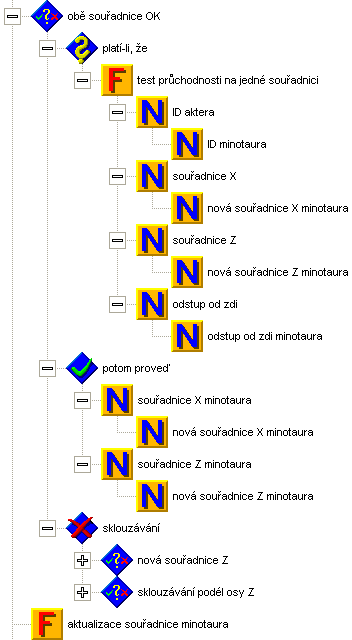 obě souřadnice OK
platí-li, že
F test průchodnosti na jedné souřadnici
N ID aktera
N ID minotaura
N souřadnice X
N nová souřadnice X minotaura
N souřadnice Z
N nová souřadnice Z minotaura
N odstup od zdi
N odstup od zdi minotaura
potom proveď
N souřadnice X minotaura
N nová souřadnice X minotaura
N souřadnice Z minotaura
N nová souřadnice Z minotaura
sklouzávání
nová souřadnice Z
sklouzávání podél osy Z
F aktualizace souřadnice minotaura